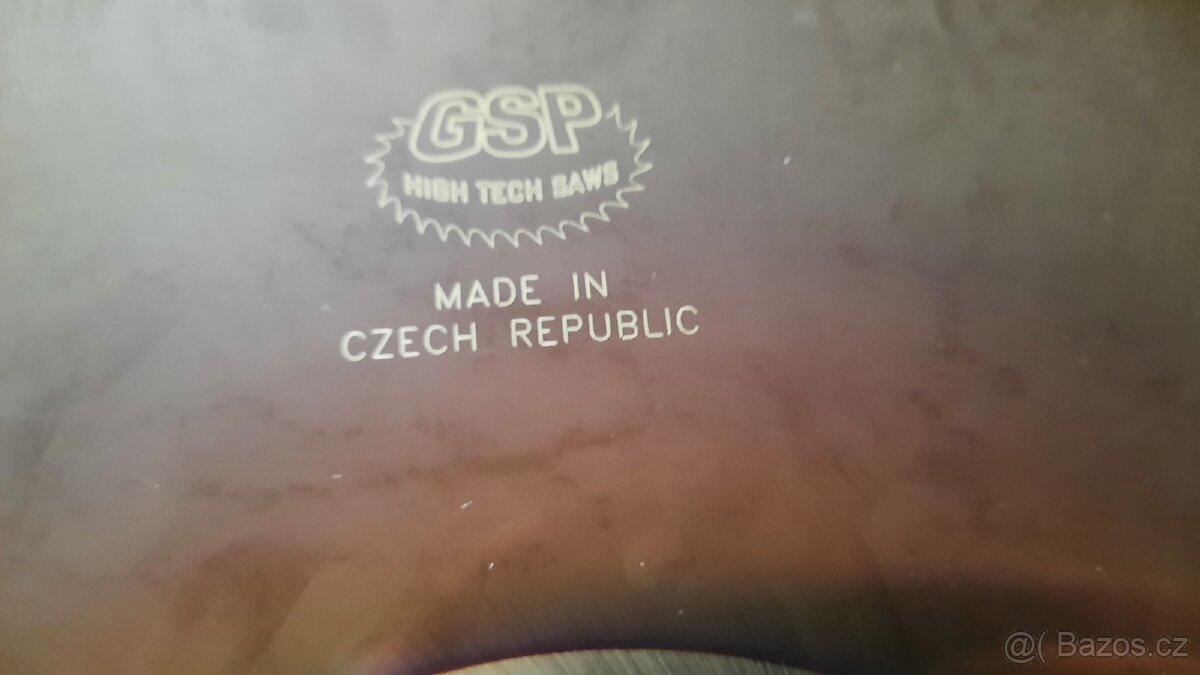 GSP
HIGH TECH SAWS
MADE IN
CZECH REPUBLIC
@( Bazos.cz